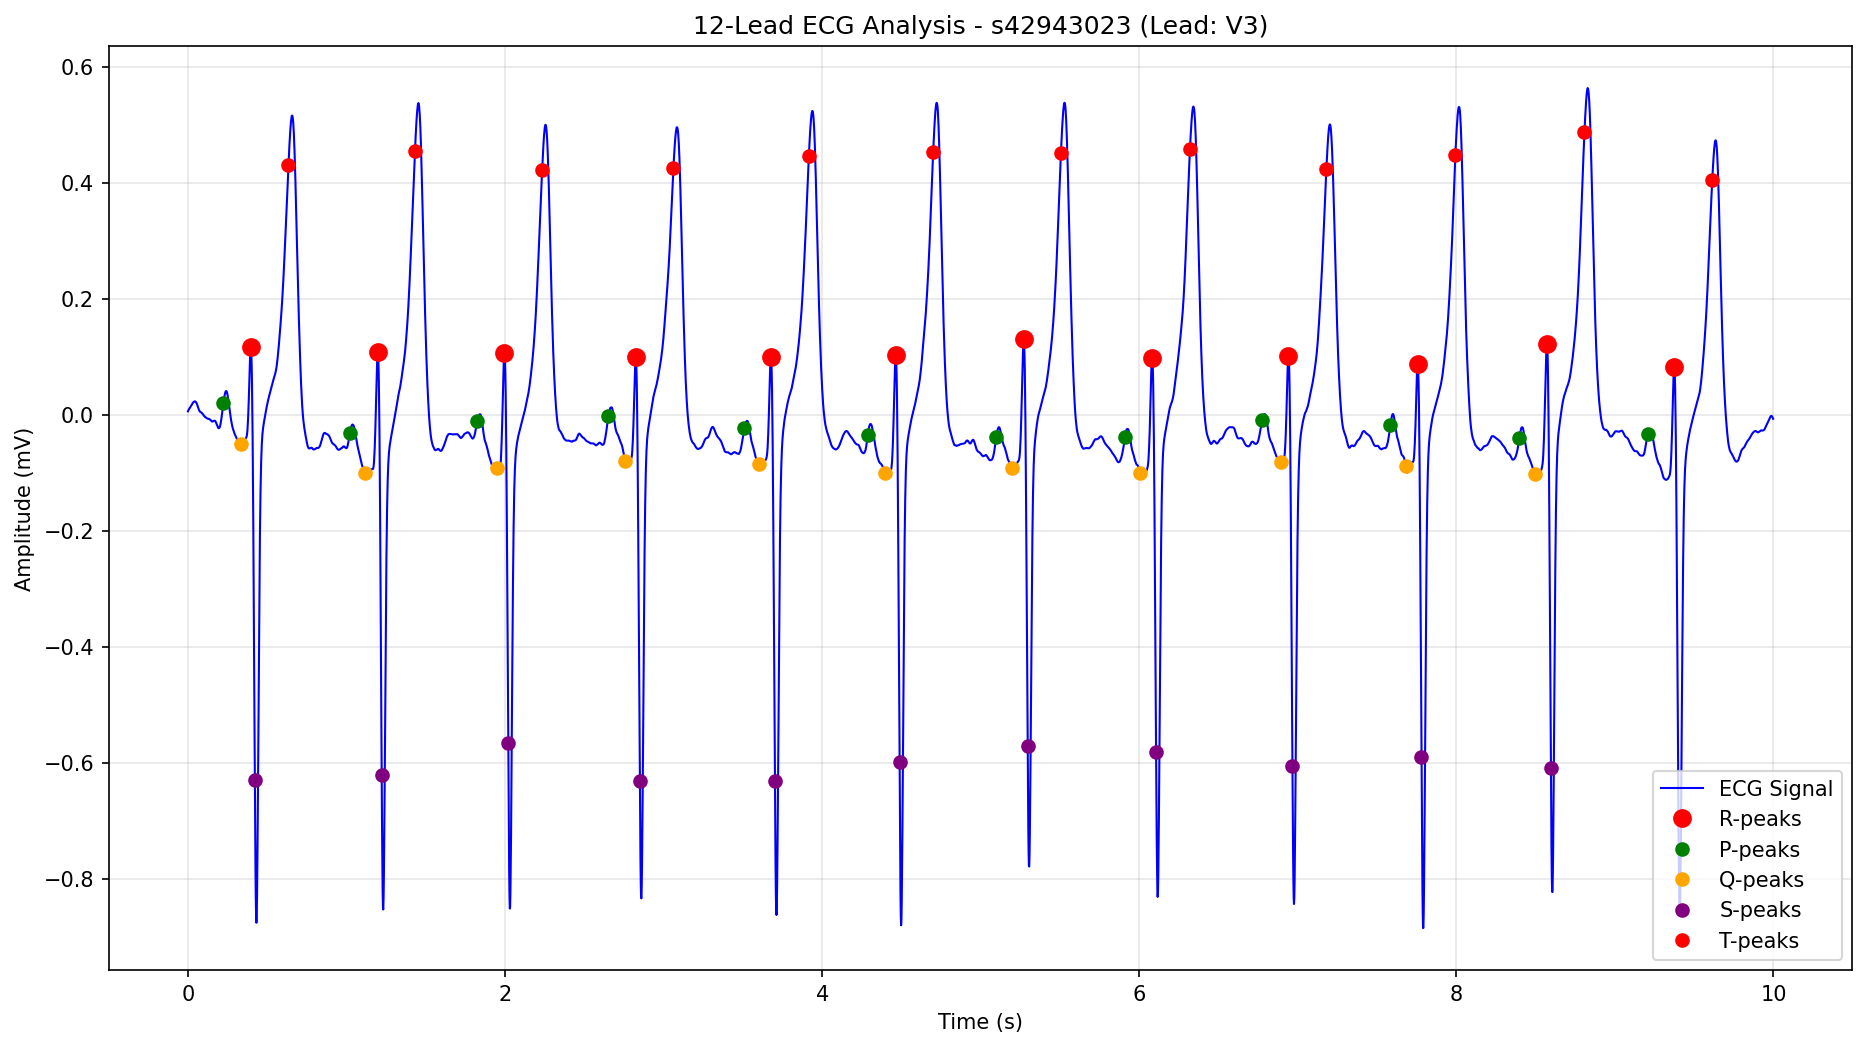 12-Lead ECG Analysis - s42943023 (Lead: V3)
Amplitude (mV)
0.6
0.4
0.2
0.0
−0.2
−0.4
−0.6
−0.8
0 2 4 6 8 10
Time (s)
ECG Signal
R-peaks
P-peaks
Q-peaks
S-peaks
T-peaks